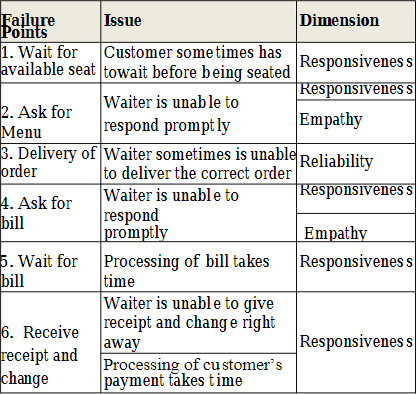 Failure Points
Issue
Dimension
1. Wait for
available seat
Customer sometimes has
towait before being seated
Responsiveness
2. Ask for
Menu
Waiter is unable to
respond promptly
Responsiveness
Empathy
3. Delivery of
order
Waiter sometimes is unable
to deliver the correct order
Reliability
4. Ask for
bill
Waiter is unable to
respond
promptly
Responsiveness
Empathy
5. Wait for
bill
Processing of bill takes
time
Responsiveness
6. Receive
receipt and
change
Waiter is unable to give
receipt and change right
away
Processing of customer's
payment takes time
Responsiveness